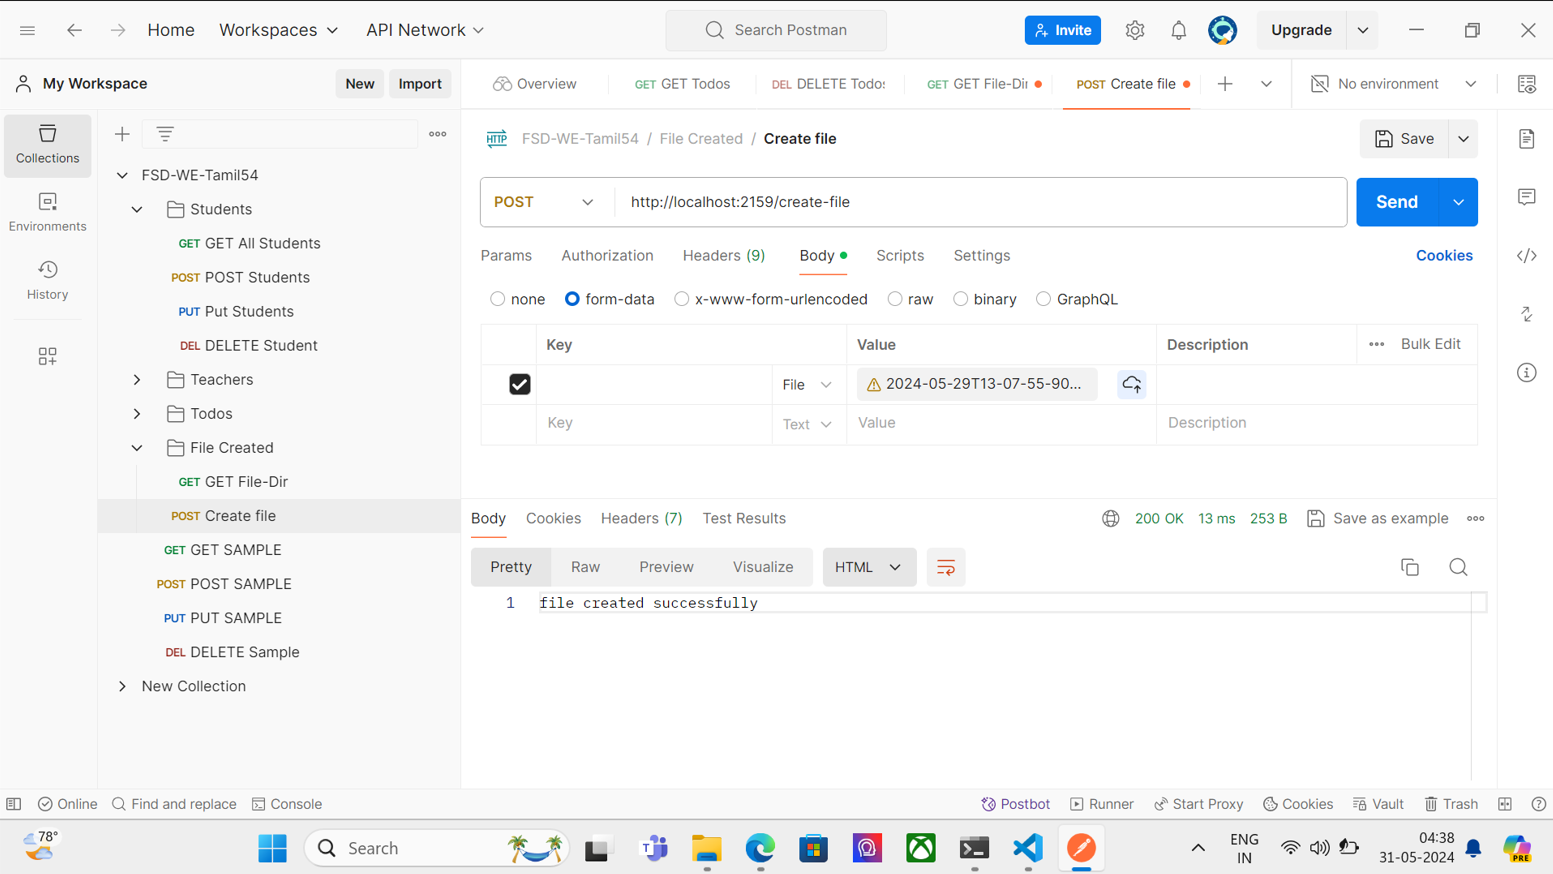 Home Workspaces API Network Search Postman Invite Upgrade
My Workspace New Import Overview GET GET Todos DEL DELETE Todos GET GET File-Dir POST Create file No environment
Collections
Environments
History
FSD-WE-Tamil54
Students
GET GET All Students
POST POST Students
PUT Put Students
DEL DELETE Student
Teachers
Todos
File Created
GET GET File-Dir
POST Create file
GET GET SAMPLE
POST POST SAMPLE
PUT PUT SAMPLE
DEL DELETE Sample
New Collection
HTTP FSD-WE-Tamil54 / File Created / Create file Save
POST http://localhost:2159/create-file Send
Params Authorization Headers (9) Body Scripts Settings Cookies
none form-data x-www-form-urlencoded raw binary GraphQL
Key Value Description Bulk Edit
File 2024-05-29T13-07-55-90...
Key Text Value Description
Body Cookies Headers (7) Test Results 200 OK 13 ms 253 B Save as example
Pretty Raw Preview Visualize HTML
1 file created successfully
Online Find and replace Console Postbot Runner Start Proxy Cookies Vault Trash
78° Search ENG 04:38
IN 31-05-2024 PRE